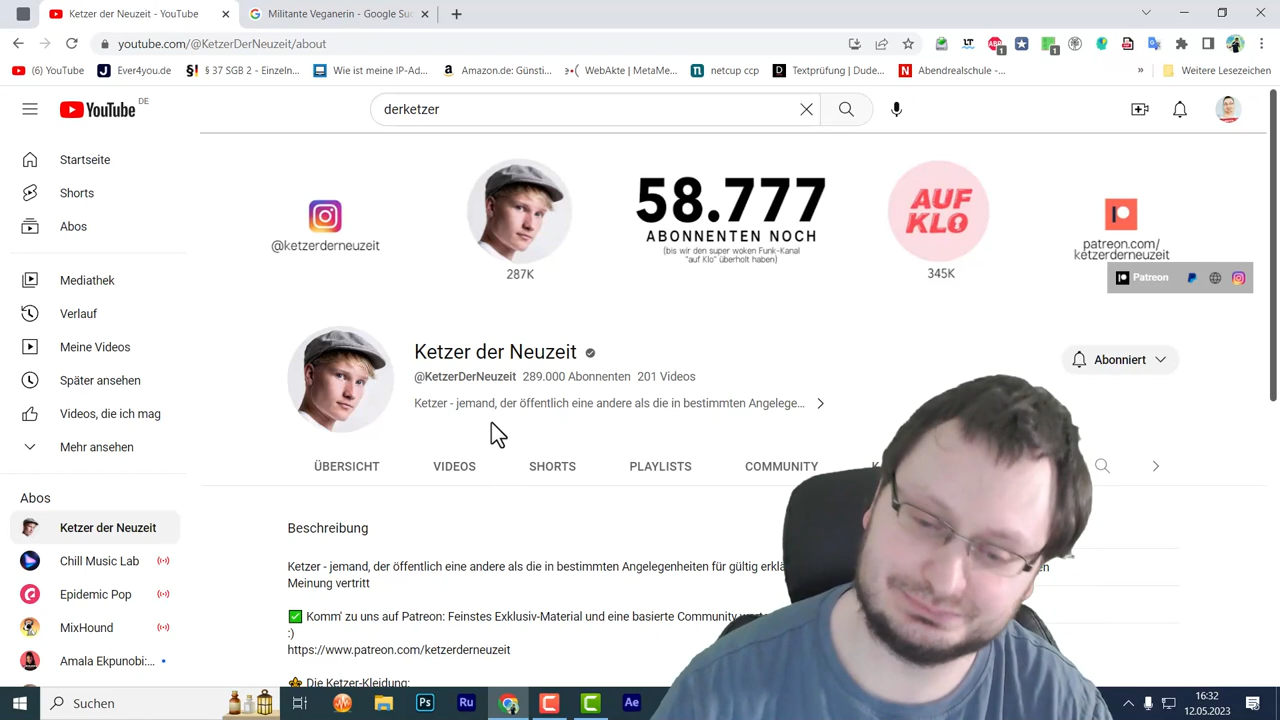 Ketzer der Neuzeit - YouTube
Militante Veganerin - Google Suc
youtube.com/@KetzerDerNeuzeit/about
(6) YouTube
Ever4you.de
§ 37 SGB 2 - Einzeln...
Wie ist meine IP-Ad...
Amazon.de: Günsti...
WebAkte | MetaMe...
netcup ccp
Textprüfung | Dude...
Abendrealschule -...
»
Weitere Lesezeichen
YouTube DE
derketzer
Startseite
Shorts
Abos
Mediathek
Verlauf
Meine Videos
Später ansehen
Videos, die ich mag
Mehr ansehen
Abos
Ketzer der Neuzeit
Chill Music Lab
Epidemic Pop
MixHound
Amala Ekpunobi:...
@ketzerderneuzeit
287K
58.777
ABONNENTEN NOCH
(bis wir den super woken Funk-Kanal
"auf Klo" überholt haben)
AUF
KLO
345K
patreon.com/
ketzerderneuzeit
Patreon
Ketzer der Neuzeit
@KetzerDerNeuzeit 289.000 Abonnenten 201 Videos
Ketzer - jemand, der öffentlich eine andere als die in bestimmten Angelege...
Abonniert
ÜBERSICHT
VIDEOS
SHORTS
PLAYLISTS
COMMUNITY
Beschreibung
Ketzer - jemand, der öffentlich eine andere als die in bestimmten Angelegenheiten für gültig
Meinung vertritt
Komm' zu uns auf Patreon: Feinstes Exklusiv-Material und eine basierte Community
:)
https://www.patreon.com/ketzerderneuzeit
Die Ketzer-Kleidung:
Suchen
Ps
Ru
Ae
16:32
12.05.2023